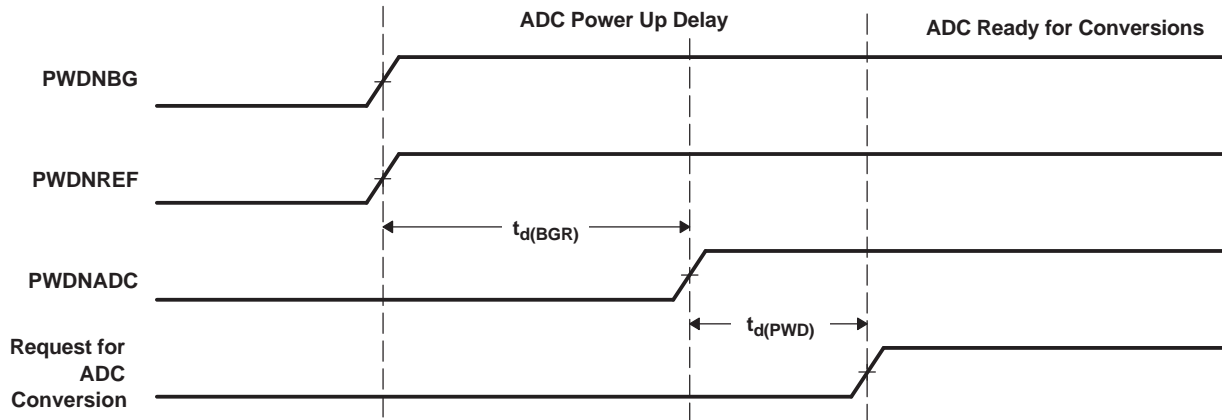 ADC Power Up Delay
ADC Ready for Conversions
PWDNBG
PWDNREF
td(BGR)
PWDNADC
td(PWD)
Request for
ADC
Conversion